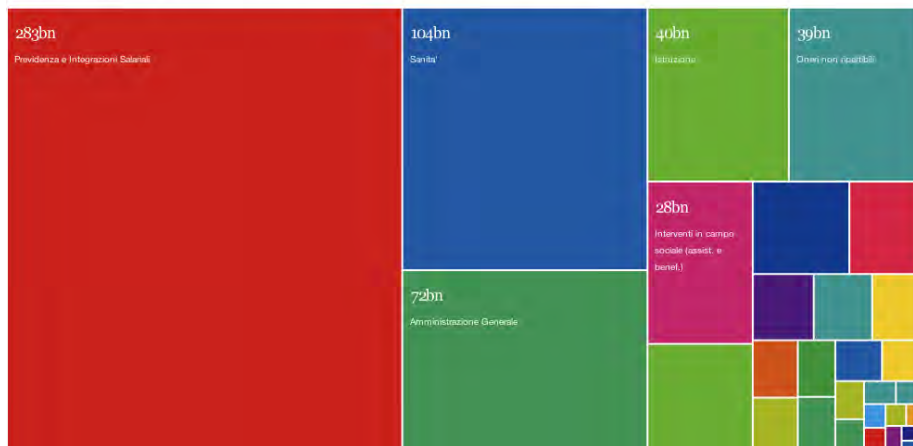 283bn
Previdenza e Integrazioni Salariali
104bn
Sanita'
72bn
Amministrazione Generale
40bn
Istruzione
39bn
Oneri non ripartibili
28bn
Interventi in campo
sociale (assist. e
benef.)